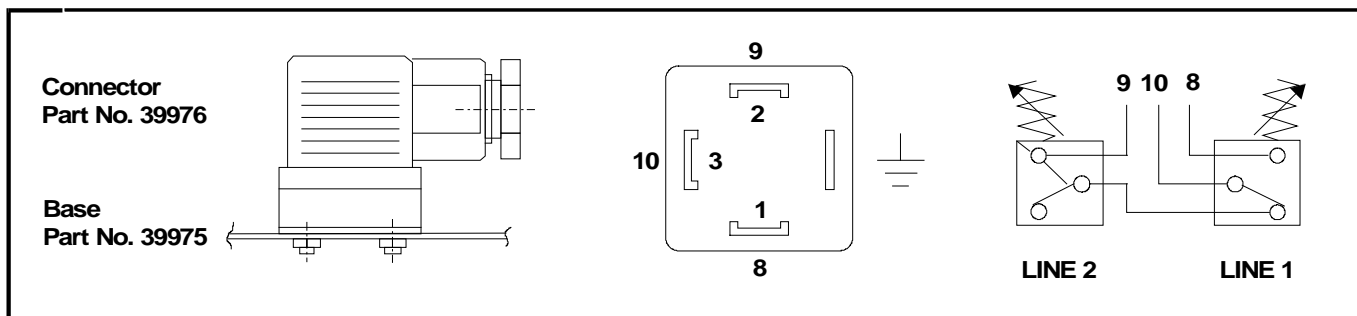 Connector
Part No. 39976
Base
Part No. 39975
9
2
10 3
1
8
9 10 8
LINE 2 LINE 1